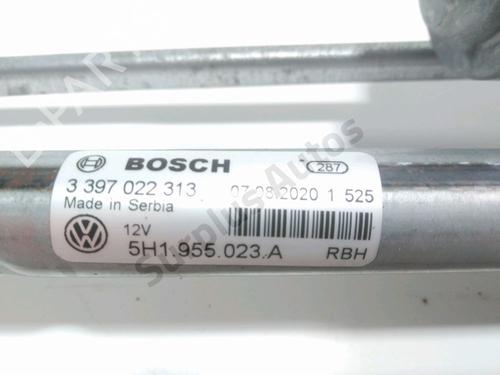 BOSCH
287
3 397 022 313 07.08.2020 1 525
Made in Serbia
12V
5H1.955.023.A RBH
Surplus Autos